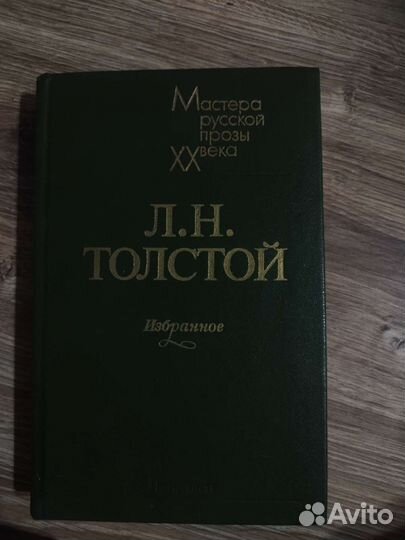 Мастера
русской
прозы
XX века
Л.Н.
ТОЛСТОЙ
Избранное
Avito